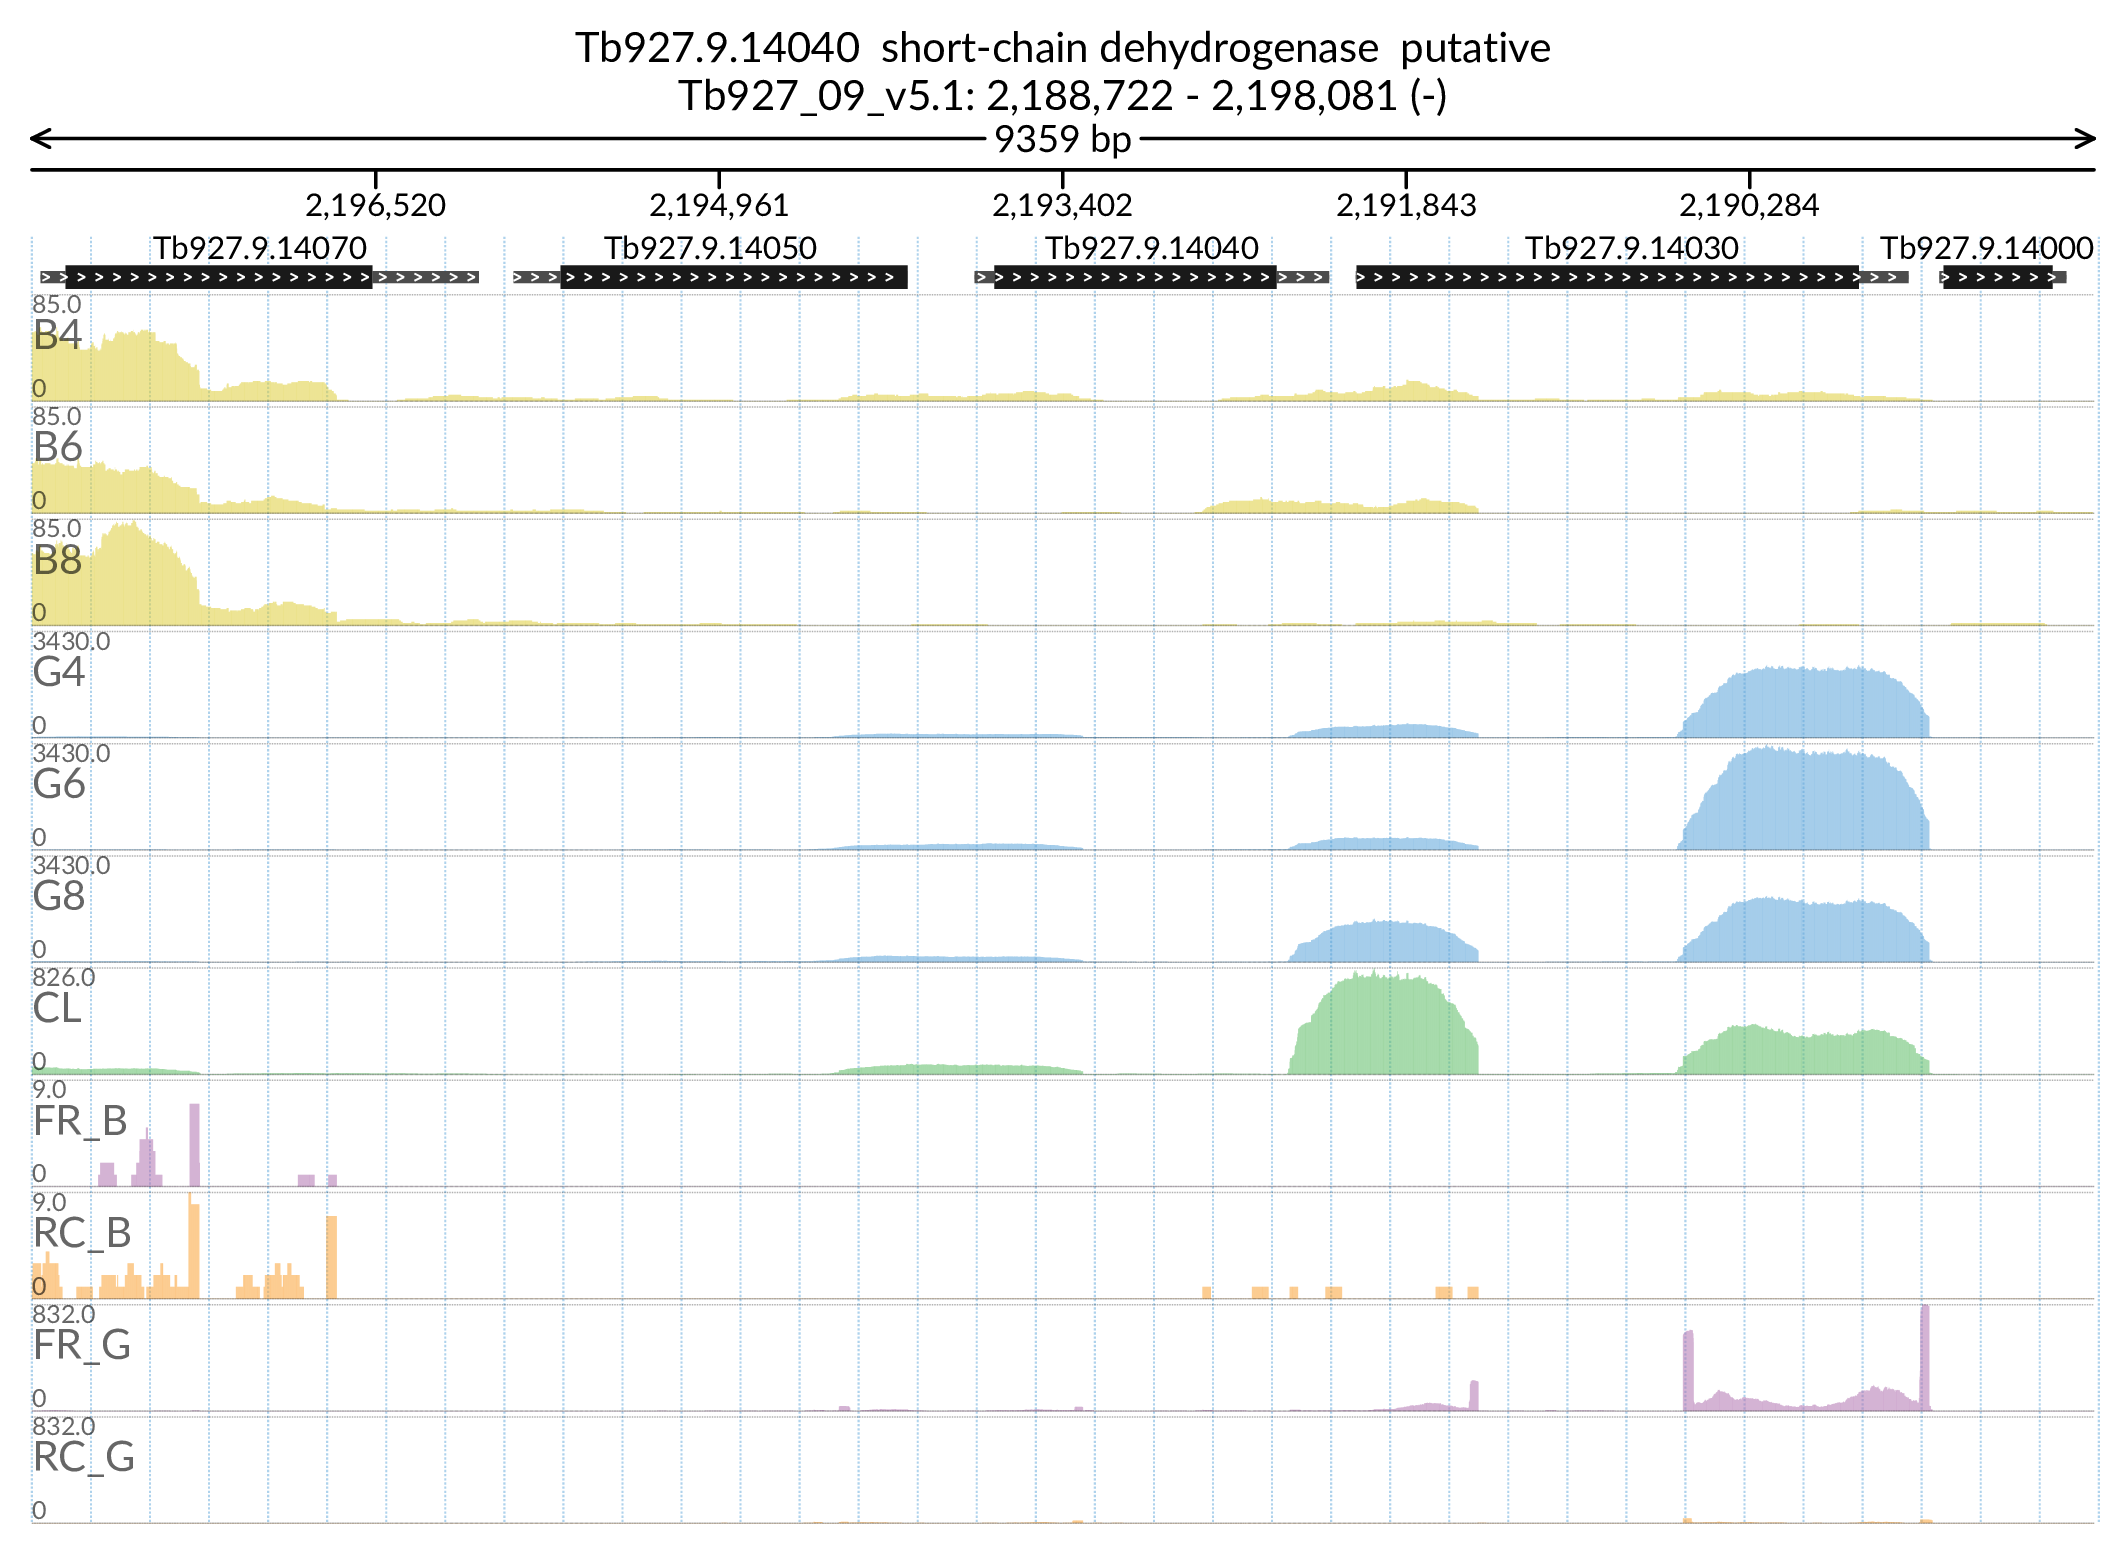 Tb927.9.14040  short-chain dehydrogenase  putative
Tb927_09_v5.1: 2,188,722 - 2,198,081 (-)
9359 bp
2,196,520 2,194,961 2,193,402 2,191,843 2,190,284
Tb927.9.14070 Tb927.9.14050 Tb927.9.14040 Tb927.9.14030 Tb927.9.14000
85.0
B4
0
85.0
B6
0
85.0
B8
0
3430.0
G4
0
3430.0
G6
0
3430.0
G8
0
826.0
CL
0
9.0
FR_B
0
9.0
RC_B
0
832.0
FR_G
0
832.0
RC_G
0